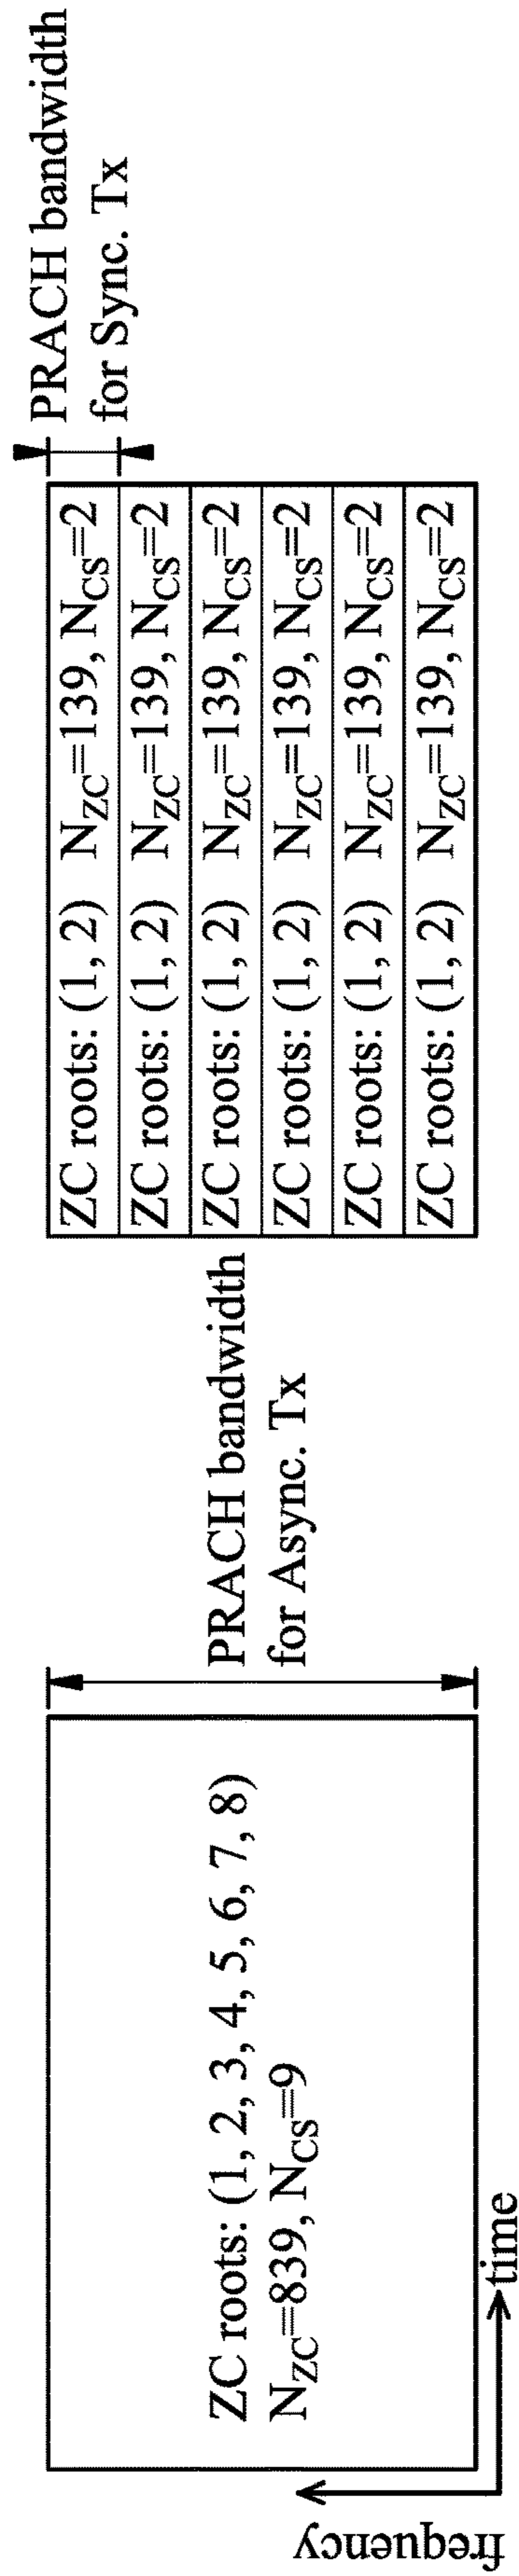 ZC roots: (1, 2, 3, 4, 5, 6, 7, 8)
N_ZC=839, N_CS=9
PRACH bandwidth
for Async. Tx
ZC roots: (1, 2) N_ZC=139, N_CS=2
ZC roots: (1, 2) N_ZC=139, N_CS=2
ZC roots: (1, 2) N_ZC=139, N_CS=2
ZC roots: (1, 2) N_ZC=139, N_CS=2
ZC roots: (1, 2) N_ZC=139, N_CS=2
ZC roots: (1, 2) N_ZC=139, N_CS=2
PRACH bandwidth
for Sync. Tx
frequency
time